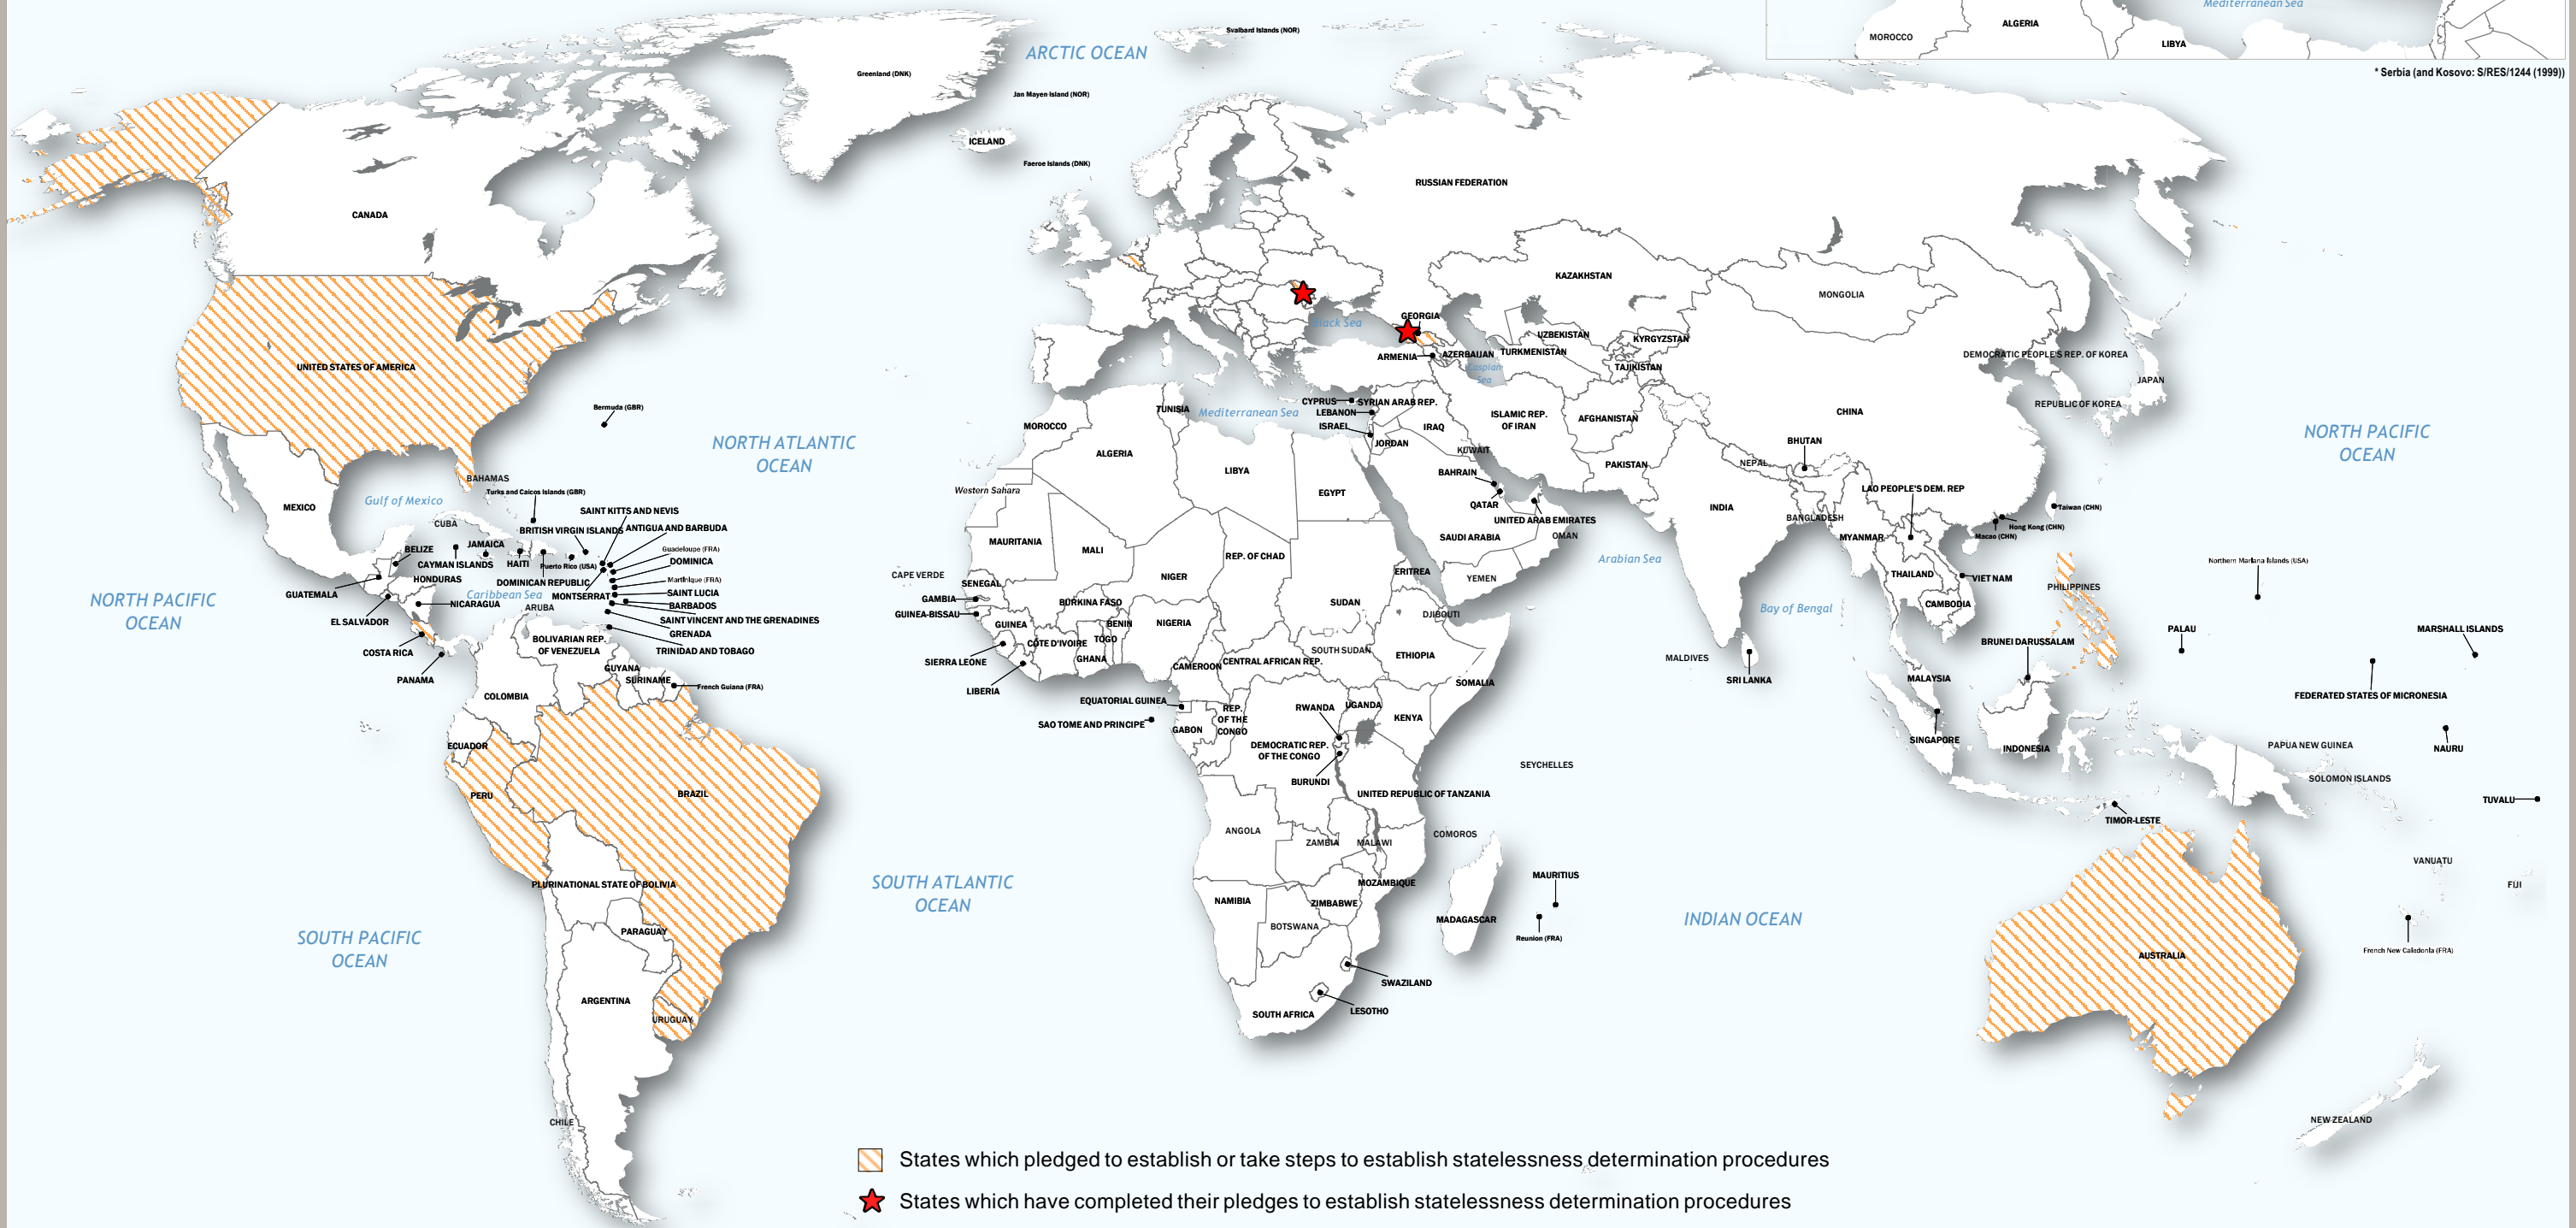 Mediterranean Sea
ALGERIA
MOROCCO
LIBYA
* Serbia (and Kosovo: S/RES/1244 (1999))
Svalbard Islands (NOR)
ARCTIC OCEAN
Greenland (DNK)
Jan Mayen Island (NOR)
ICELAND
Faeroe Islands (DNK)
RUSSIAN FEDERATION
CANADA
KAZAKHSTAN
MONGOLIA
GEORGIA
Black Sea
UZBEKISTAN
KYRGYZSTAN
ARMENIA
AZERBAIJAN
TURKMENISTAN
DEMOCRATIC PEOPLE'S REP. OF KOREA
UNITED STATES OF AMERICA
Caspian
Sea
TAJIKISTAN
JAPAN
CYPRUS
SYRIAN ARAB REP.
REPUBLIC OF KOREA
Bermuda (GBR)
TUNISIA
Mediterranean Sea
LEBANON
ISLAMIC REP.
OF IRAN
AFGHANISTAN
CHINA
MOROCCO
ISRAEL
IRAQ
NORTH PACIFIC
OCEAN
NORTH ATLANTIC
OCEAN
JORDAN
BHUTAN
ALGERIA
KUWAIT
LIBYA
BAHRAIN
PAKISTAN
NEPAL
BAHAMAS
Turks and Caicos Islands (GBR)
Western Sahara
EGYPT
LAO PEOPLE'S DEM. REP
Gulf of Mexico
MEXICO
SAINT KITTS AND NEVIS
QATAR
INDIA
Taiwan (CHN)
CUBA
BRITISH VIRGIN ISLANDS
ANTIGUA AND BARBUDA
UNITED ARAB EMIRATES
BANGLADESH
Hong Kong (CHN)
JAMAICA
BELIZE
Guadeloupe (FRA)
MAURITANIA
MALI
SAUDI ARABIA
OMAN
MYANMAR
Macao (CHN)
CAYMAN ISLANDS
HAITI
Puerto Rico (USA)
DOMINICA
REP. OF CHAD
Arabian Sea
Northern Mariana Islands (USA)
HONDURAS
DOMINICAN REPUBLIC
Martinique (FRA)
CAPE VERDE
SENEGAL
NIGER
ERITREA
YEMEN
THAILAND
VIET NAM
PHILIPPINES
GUATEMALA
Caribbean Sea
MONTSERRAT
SAINT LUCIA
NORTH PACIFIC
OCEAN
NICARAGUA
ARUBA
BARBADOS
GAMBIA
BURKINA FASO
SUDAN
Bay of Bengal
CAMBODIA
EL SALVADOR
SAINT VINCENT AND THE GRENADINES
GUINEA-BISSAU
GUINEA
BENIN
NIGERIA
DJIBOUTI
PALAU
MARSHALL ISLANDS
GRENADA
COSTA RICA
BOLIVARIAN REP.
OF VENEZUELA
TRINIDAD AND TOBAGO
CÔTE D'IVOIRE
TOGO
SOUTH SUDAN
BRUNEI DARUSSALAM
SIERRA LEONE
GHANA
CAMEROON
CENTRAL AFRICAN REP.
ETHIOPIA
MALDIVES
PANAMA
GUYANA
SURINAME
French Guiana (FRA)
LIBERIA
SOMALIA
SRI LANKA
MALAYSIA
COLOMBIA
FEDERATED STATES OF MICRONESIA
EQUATORIAL GUINEA
REP.
OF THE
CONGO
RWANDA
UGANDA
SAO TOME AND PRINCIPE
GABON
KENYA
ECUADOR
DEMOCRATIC REP.
OF THE CONGO
SINGAPORE
INDONESIA
PAPUA NEW GUINEA
NAURU
SEYCHELLES
BURUNDI
SOLOMON ISLANDS
PERU
BRAZIL
UNITED REPUBLIC OF TANZANIA
TUVALU
TIMOR-LESTE
ANGOLA
COMOROS
ZAMBIA
MALAWI
VANUATU
PLURINATIONAL STATE OF BOLIVIA
SOUTH ATLANTIC
OCEAN
MOZAMBIQUE
MAURITIUS
FIJI
NAMIBIA
ZIMBABWE
MADAGASCAR
INDIAN OCEAN
PARAGUAY
BOTSWANA
SOUTH PACIFIC
OCEAN
Reunion (FRA)
French New Caledonia (FRA)
AUSTRALIA
SWAZILAND
ARGENTINA
LESOTHO
URUGUAY
SOUTH AFRICA
CHILE
NEW ZEALAND
States which pledged to establish or take steps to establish statelessness determination procedures
States which have completed their pledges to establish statelessness determination procedures